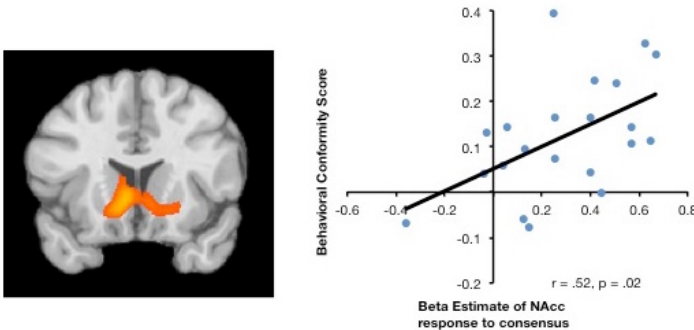 0.4
0.3
0.2
0.1
-0.6 -0.4 -0.2 0 0.2 0.4 0.6 0.8
-0.1
-0.2
Behavioral Conformity Score
r = .52, p = .02
Beta Estimate of NAcc
response to consensus